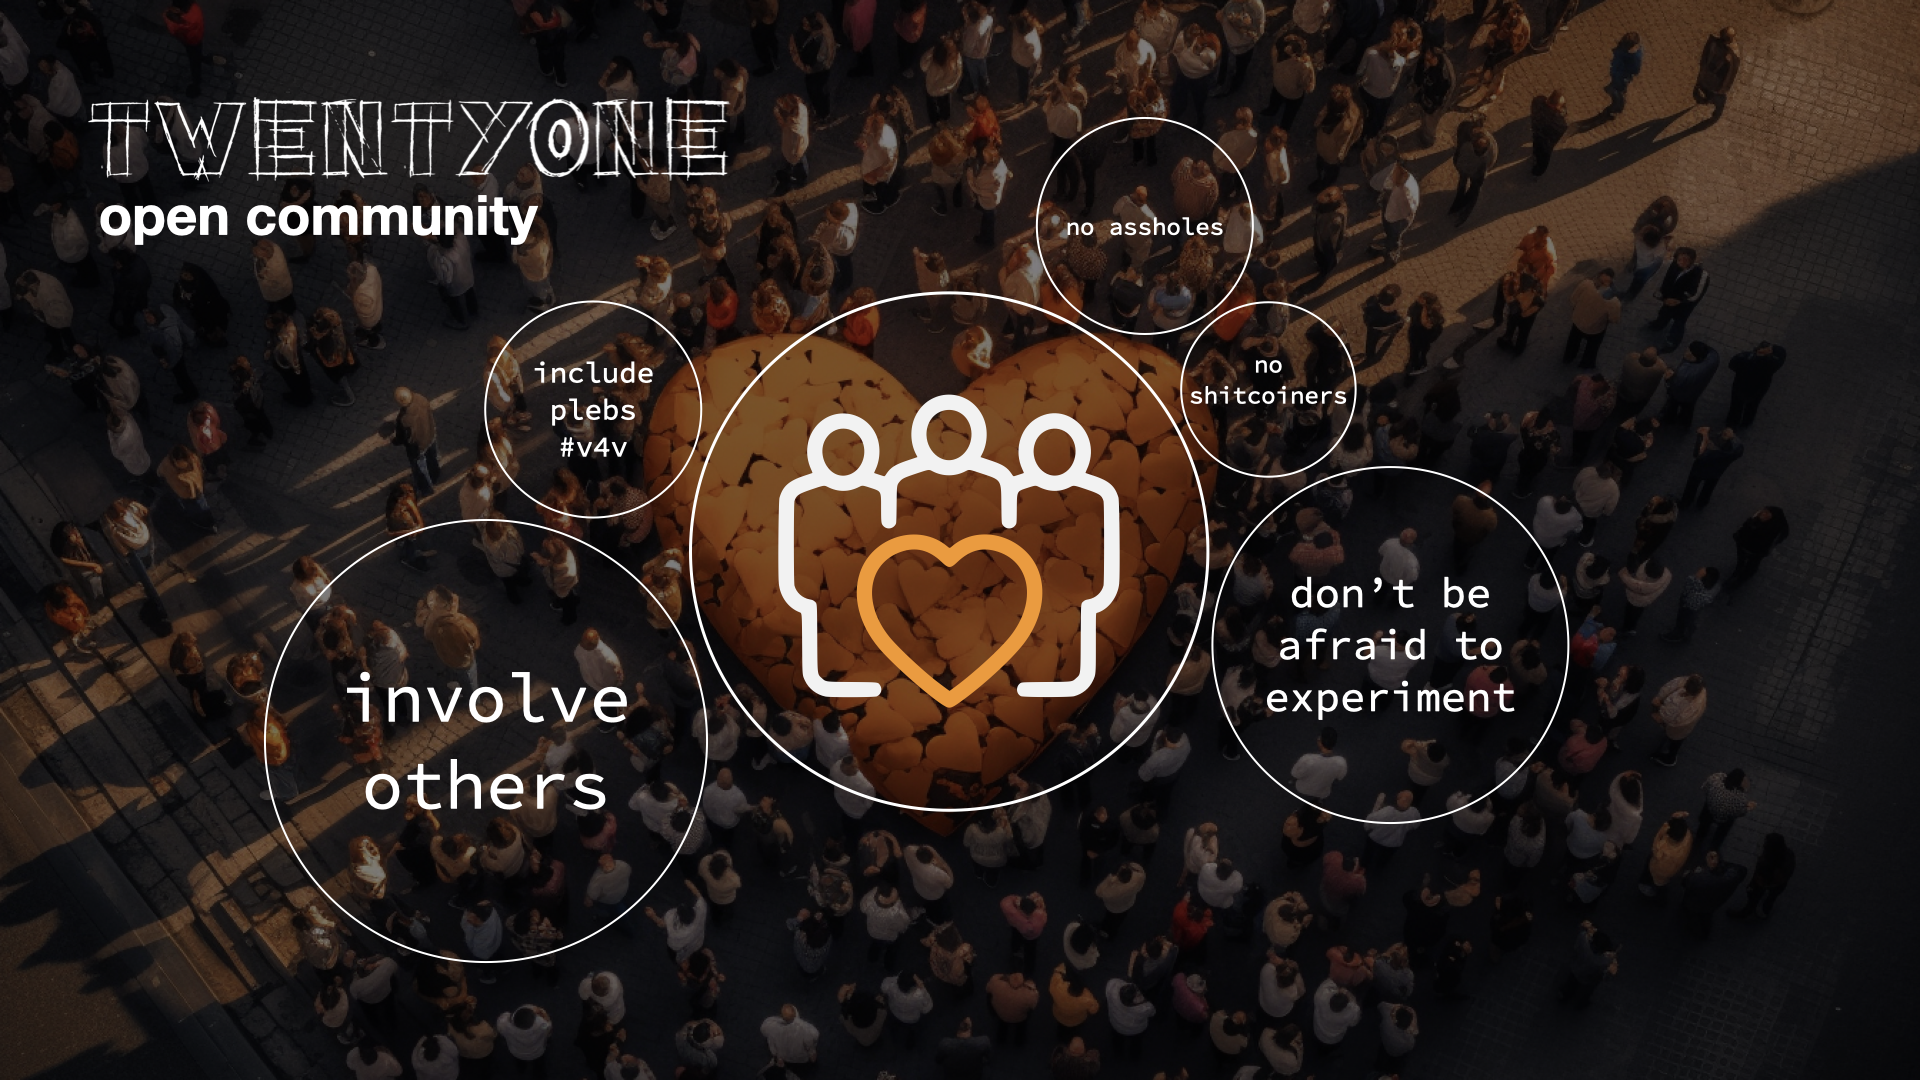 TWENTYONE
open community
no assholes
include
plebs
#v4v
no
shitcoiners
don’t be
afraid to
experiment
involve
others